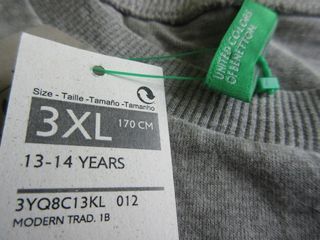 Size - Taille - Tamaño - Tamanho
3XL 170 CM
13-14 YEARS
3YQ8C13KL 012
MODERN TRAD. 1B
UNITED COLORS
OF BENETTON.